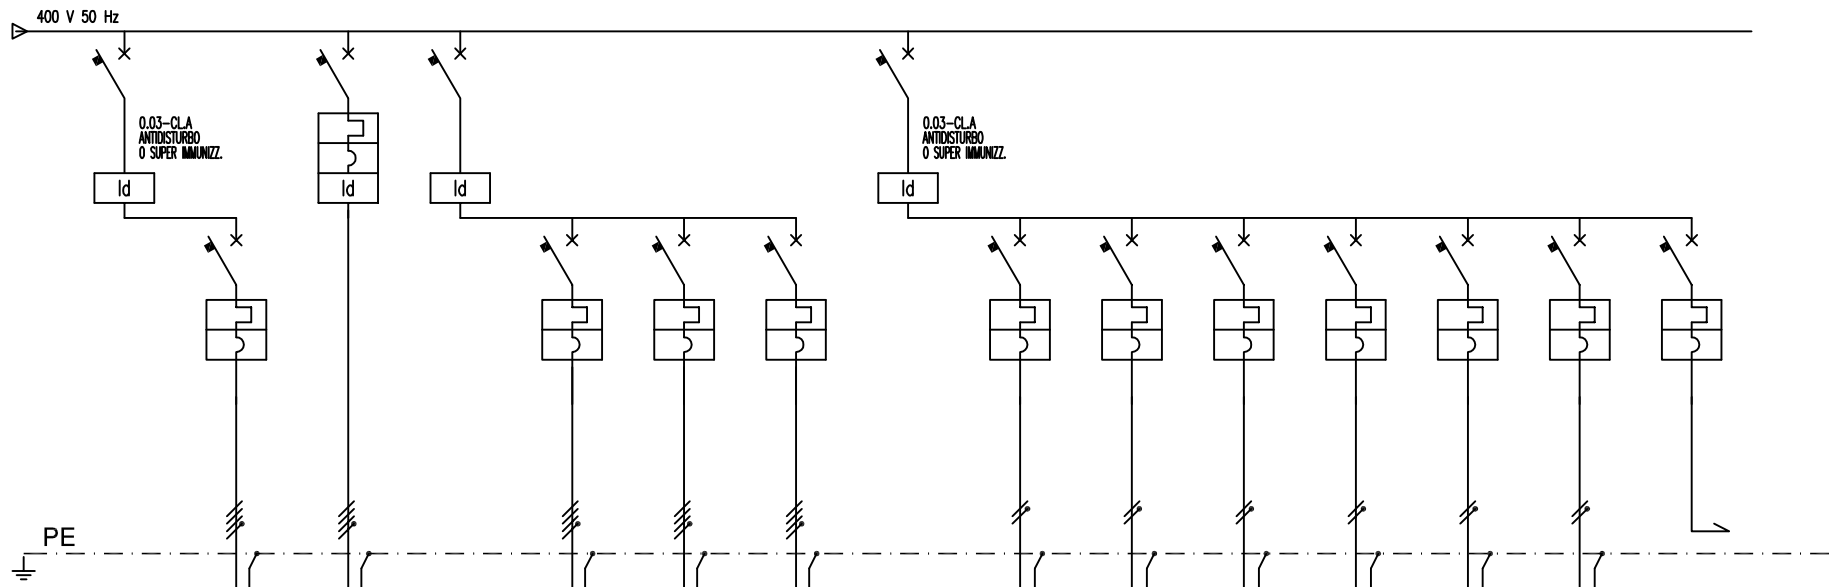 400 V 50 Hz
0.03-CL.A
ANTIDISTURBO
O SUPER IMMUNIZZ.
0.03-CL.A
ANTIDISTURBO
O SUPER IMMUNIZZ.
Id
Id
Id
Id
PE